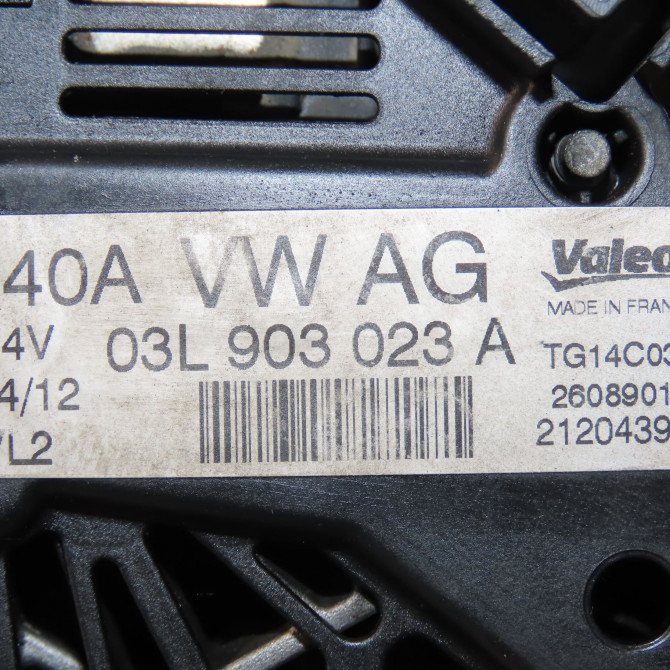 40A VW AG
4V 03L 903 023 A
4/12
/L2
Valeo
MADE IN FRAN
TG14C03
2608901
2120439